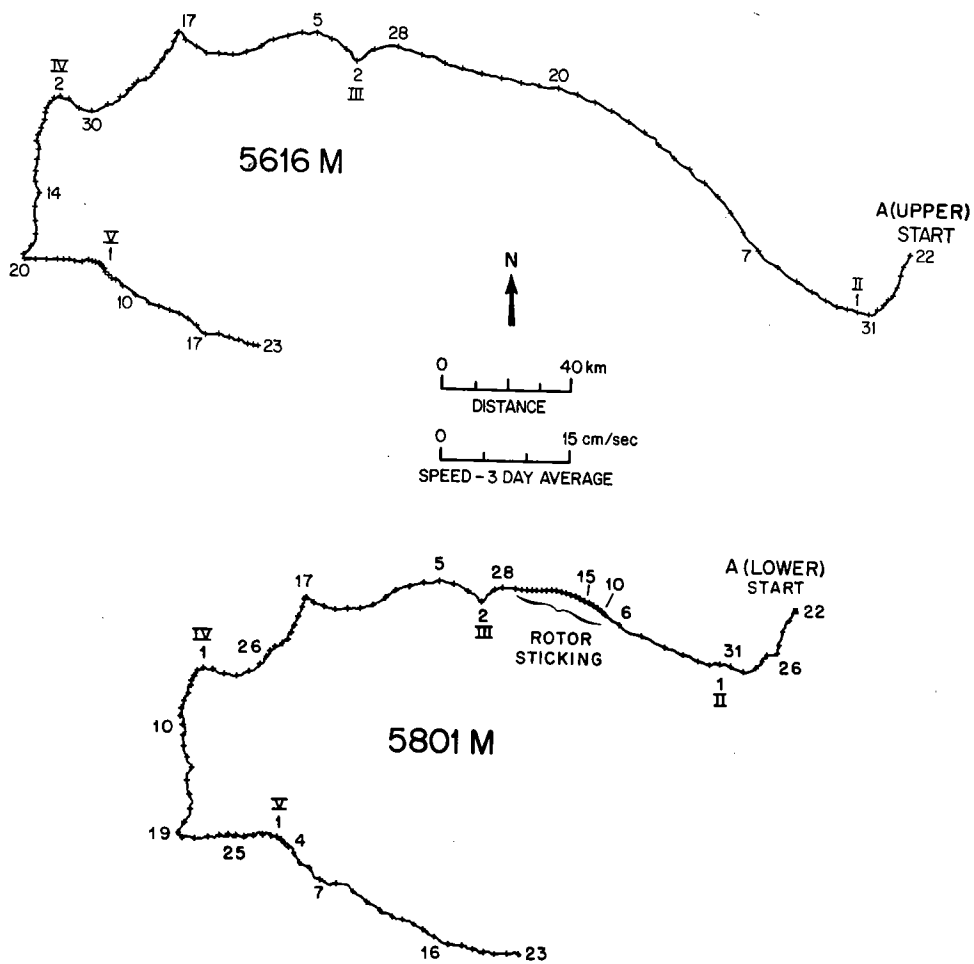 17
5
28
2
III
20
IV
2
30
5616 M
14
A (UPPER)
START
22
7
V
1
20
10
N
II
1
31
17
23
0 40 km
DISTANCE
0 15 cm/sec
SPEED - 3 DAY AVERAGE
5
28
15
10
A (LOWER)
START
17
22
2
III
6
ROTOR
STICKING
IV
1
26
31
26
1
II
10
5801 M
V
1
19
25
4
7
16
23